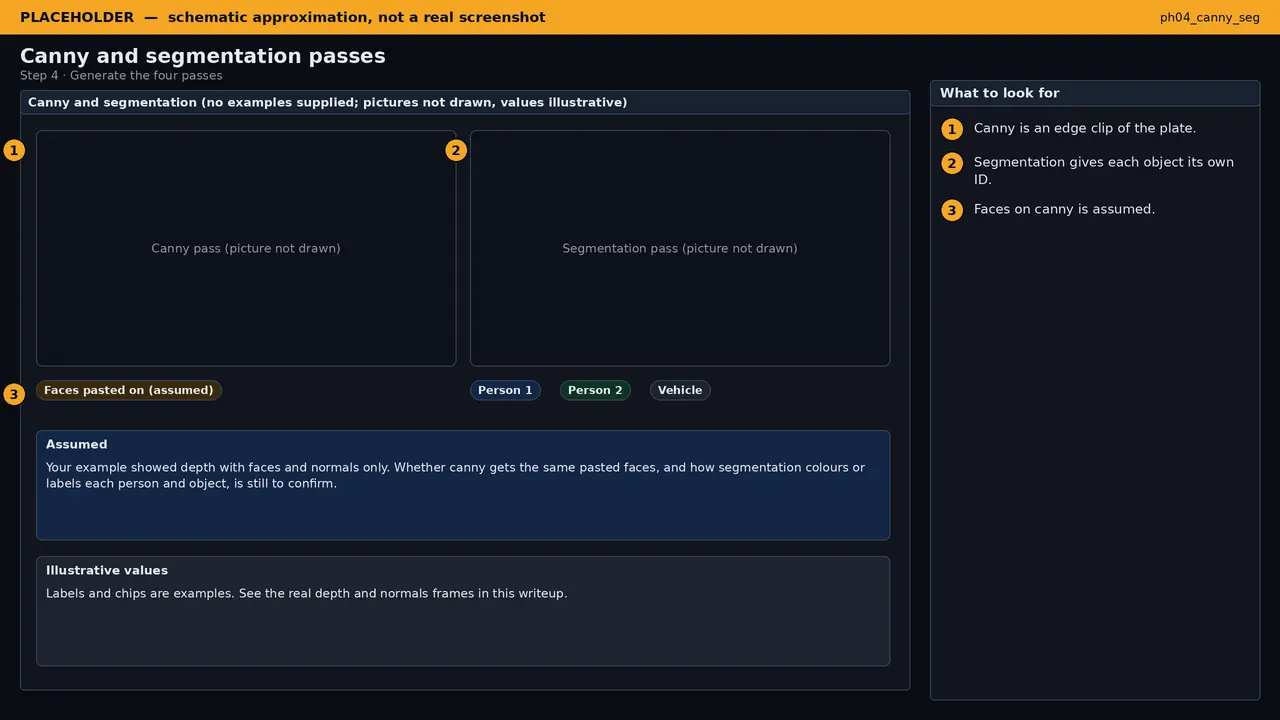 PLACEHOLDER — schematic approximation, not a real screenshot
ph04_canny_seg
Canny and segmentation passes
Step 4 · Generate the four passes
Canny and segmentation (no examples supplied; pictures not drawn, values illustrative)
1
2
Canny pass (picture not drawn)
Segmentation pass (picture not drawn)
3
Faces pasted on (assumed)
Person 1
Person 2
Vehicle
Assumed
Your example showed depth with faces and normals only. Whether canny gets the same pasted faces, and how segmentation colours or
labels each person and object, is still to confirm.
Illustrative values
Labels and chips are examples. See the real depth and normals frames in this writeup.
What to look for
1 Canny is an edge clip of the plate.
2 Segmentation gives each object its own
ID.
3 Faces on canny is assumed.